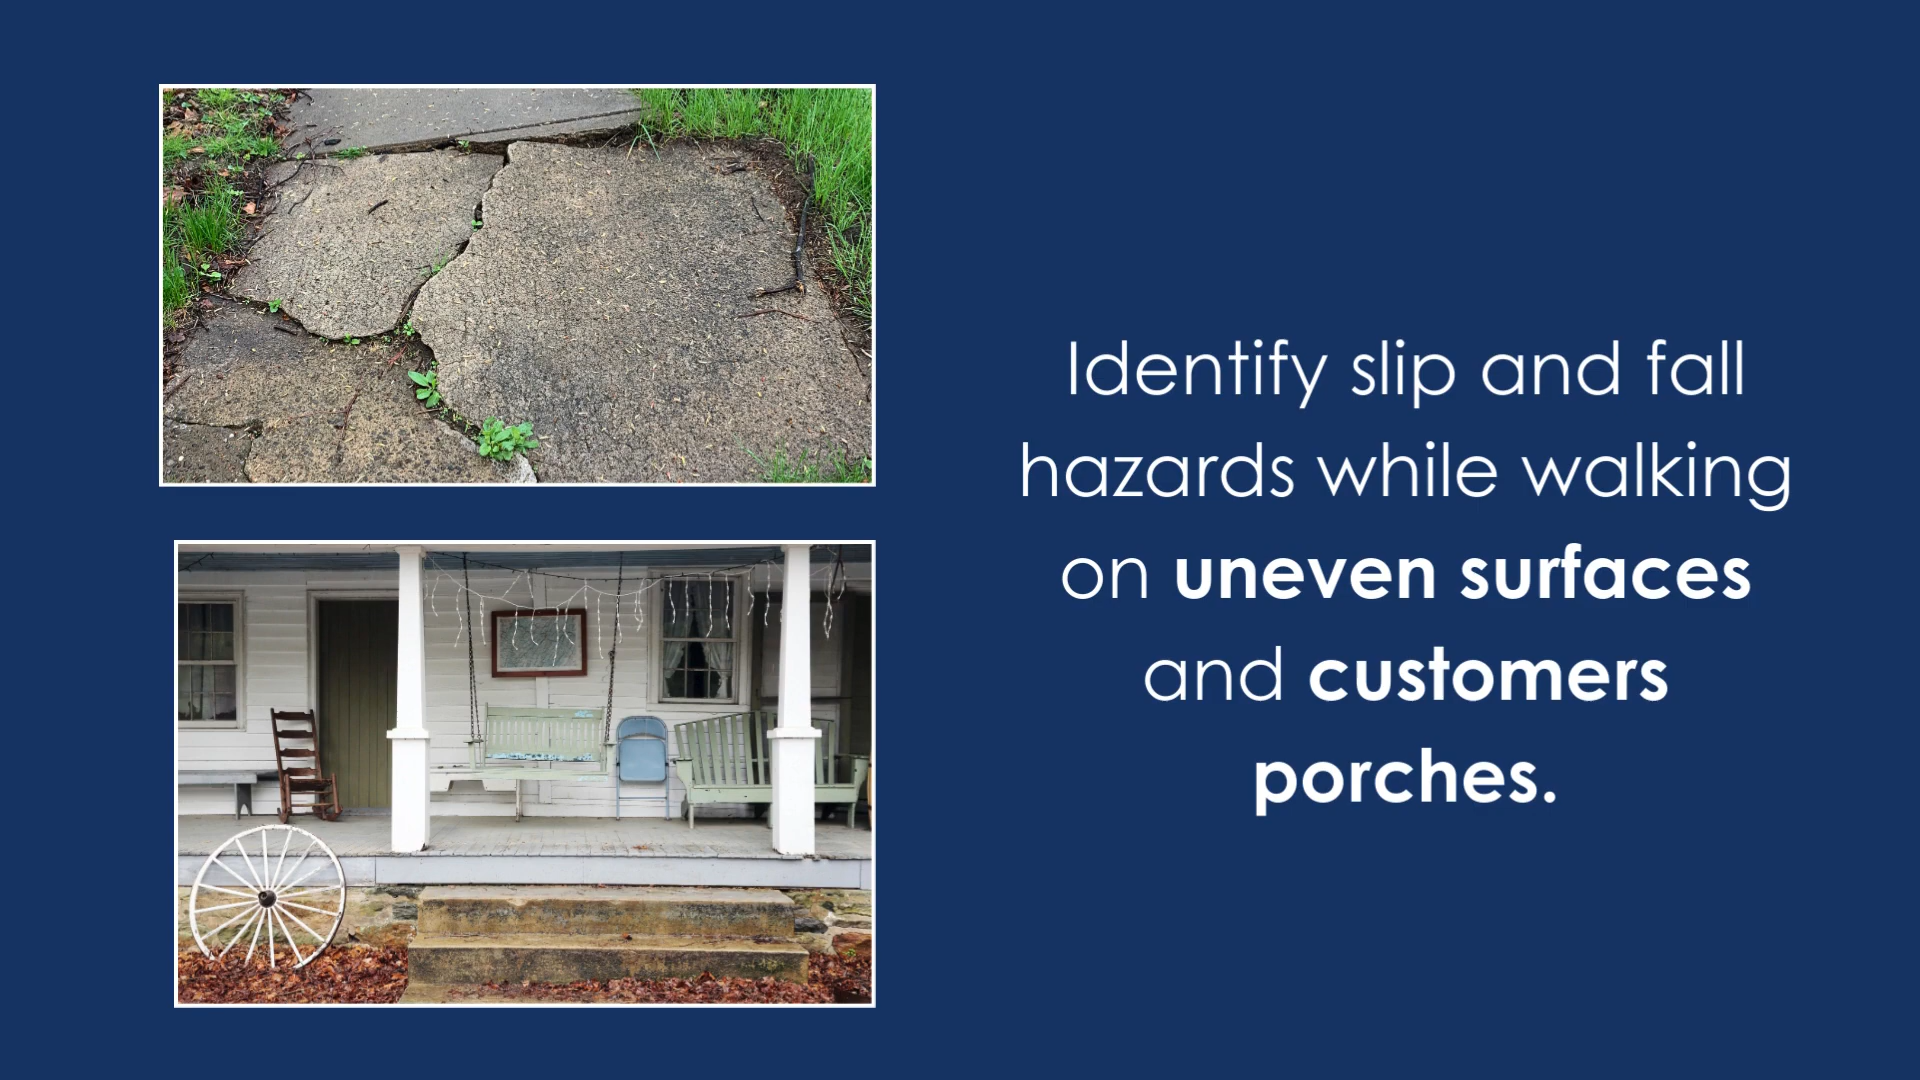 Identify slip and fall
hazards while walking
on uneven surfaces
and customers
porches.